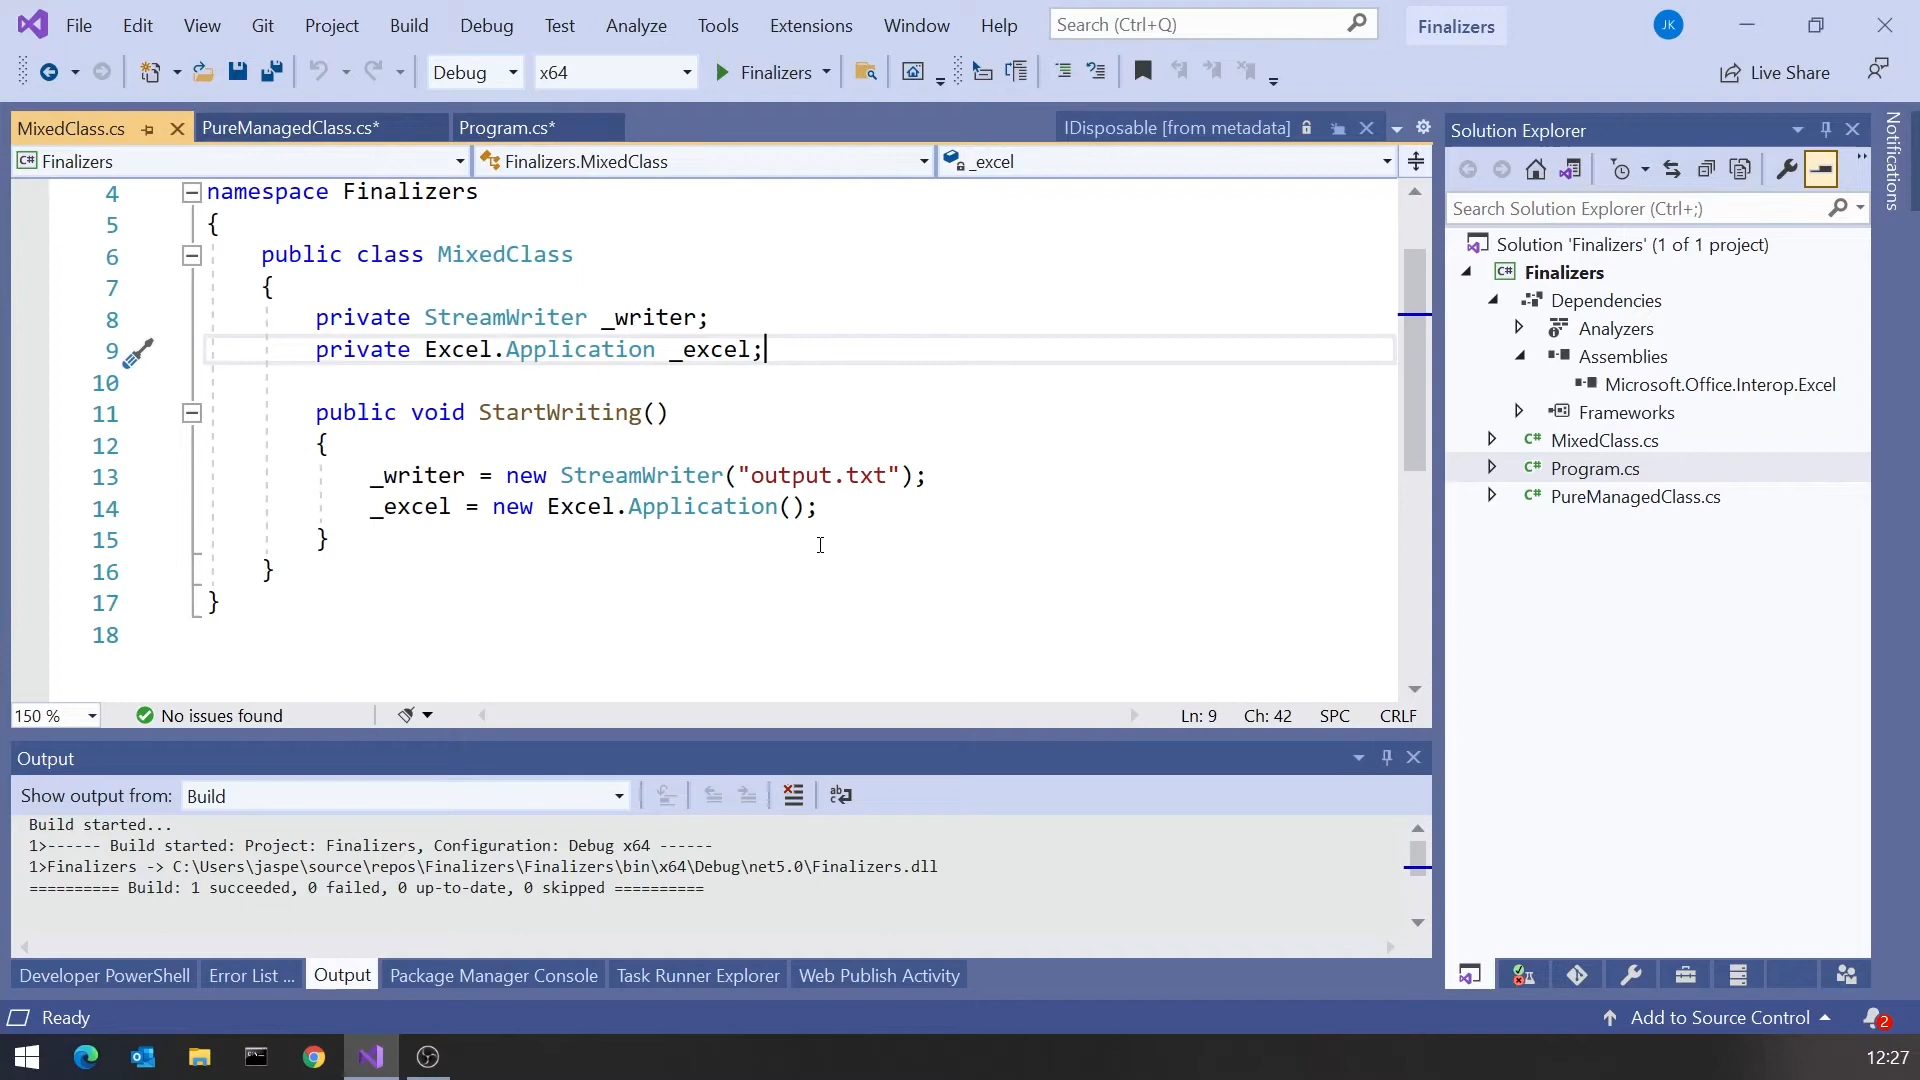 File Edit View Git Project Build Debug Test Analyze Tools Extensions Window Help Search (Ctrl+Q) Finalizers JK
Debug x64 Finalizers Live Share
MixedClass.cs PureManagedClass.cs* Program.cs* IDisposable [from metadata]
C# Finalizers Finalizers.MixedClass _excel
4 namespace Finalizers
5 {
6 public class MixedClass
7 {
8 private StreamWriter _writer;
9 private Excel.Application _excel;
10
11 public void StartWriting()
12 {
13 _writer = new StreamWriter("output.txt");
14 _excel = new Excel.Application();
15 }
16 }
17 }
18
150 % No issues found Ln: 9 Ch: 42 SPC CRLF
Output
Show output from: Build
Build started...
1>------ Build started: Project: Finalizers, Configuration: Debug x64 ------
1>Finalizers -> C:\Users\jaspe\source\repos\Finalizers\Finalizers\bin\x64\Debug\net5.0\Finalizers.dll
========== Build: 1 succeeded, 0 failed, 0 up-to-date, 0 skipped ==========
Developer PowerShell Error List ... Output Package Manager Console Task Runner Explorer Web Publish Activity
Solution Explorer
Search Solution Explorer (Ctrl+;)
Solution 'Finalizers' (1 of 1 project)
C# Finalizers
Dependencies
Analyzers
Assemblies
Microsoft.Office.Interop.Excel
Frameworks
C# MixedClass.cs
C# Program.cs
C# PureManagedClass.cs
Notifications
Ready Add to Source Control 2
12:27